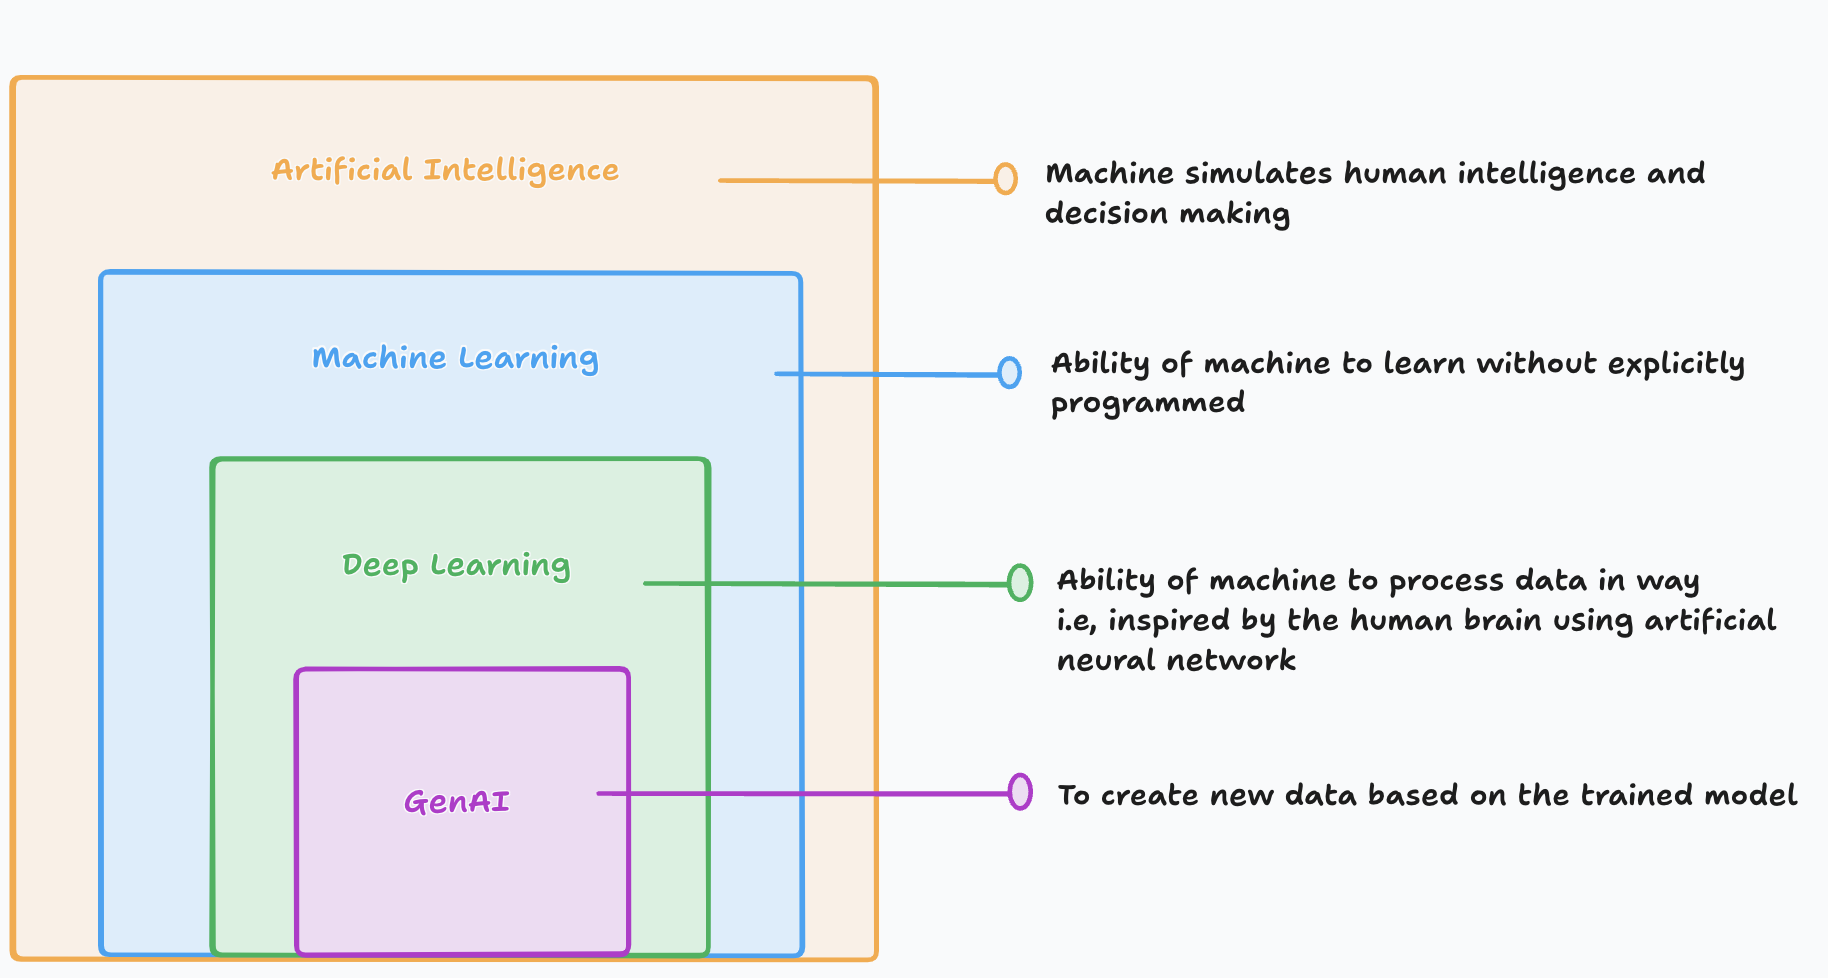 Artificial Intelligence
Machine simulates human intelligence and
decision making
Machine Learning
Ability of machine to learn without explicitly
programmed
Deep Learning
Ability of machine to process data in way
i.e, inspired by the human brain using artificial
neural network
GenAI
To create new data based on the trained model